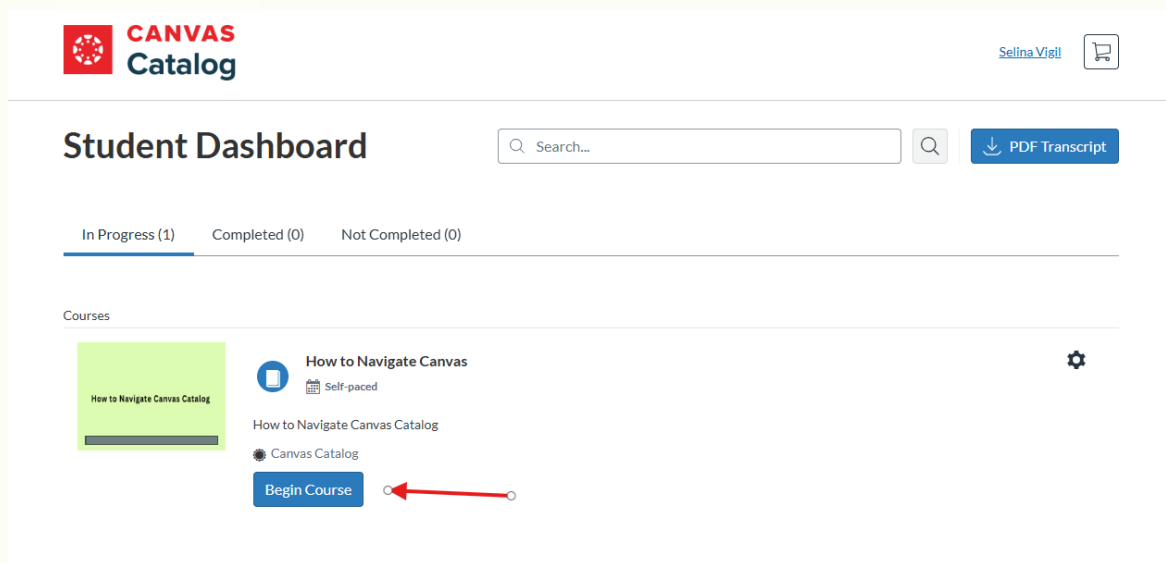 CANVAS
Catalog
Selina Vigil
Student Dashboard
Search...
PDF Transcript
In Progress (1) Completed (0) Not Completed (0)
Courses
How to Navigate Canvas Catalog
How to Navigate Canvas
Self-paced
How to Navigate Canvas Catalog
Canvas Catalog
Begin Course